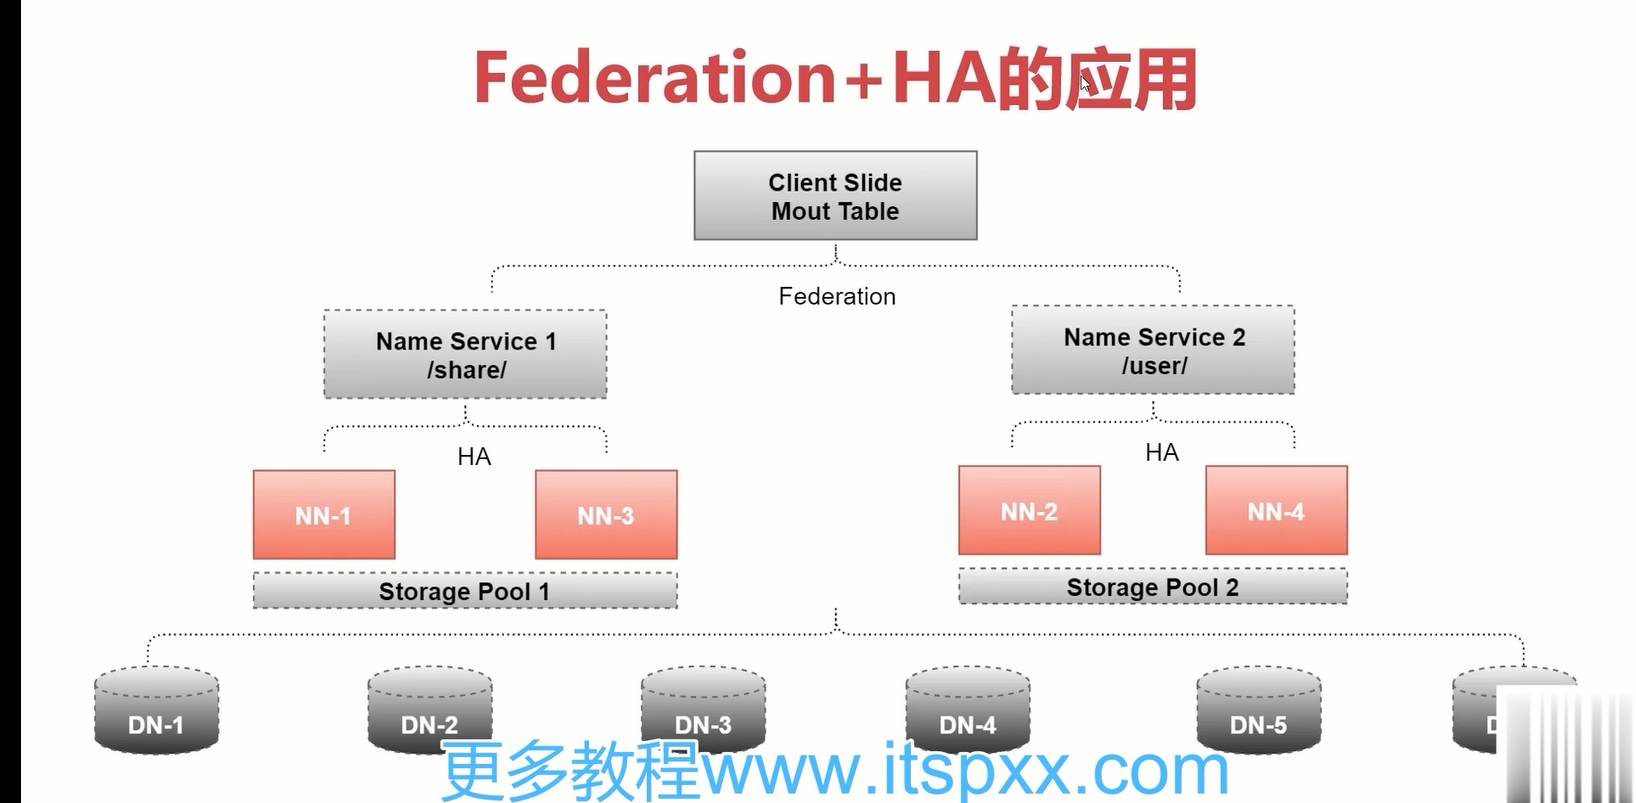 Federation+HA的应用
Client Slide
Mout Table
Federation
Name Service 1
/share/
Name Service 2
/user/
HA
HA
NN-1
NN-3
NN-2
NN-4
Storage Pool 1
Storage Pool 2
DN-1
DN-2
DN-3
DN-4
DN-5
更多教程www.itspxx.com